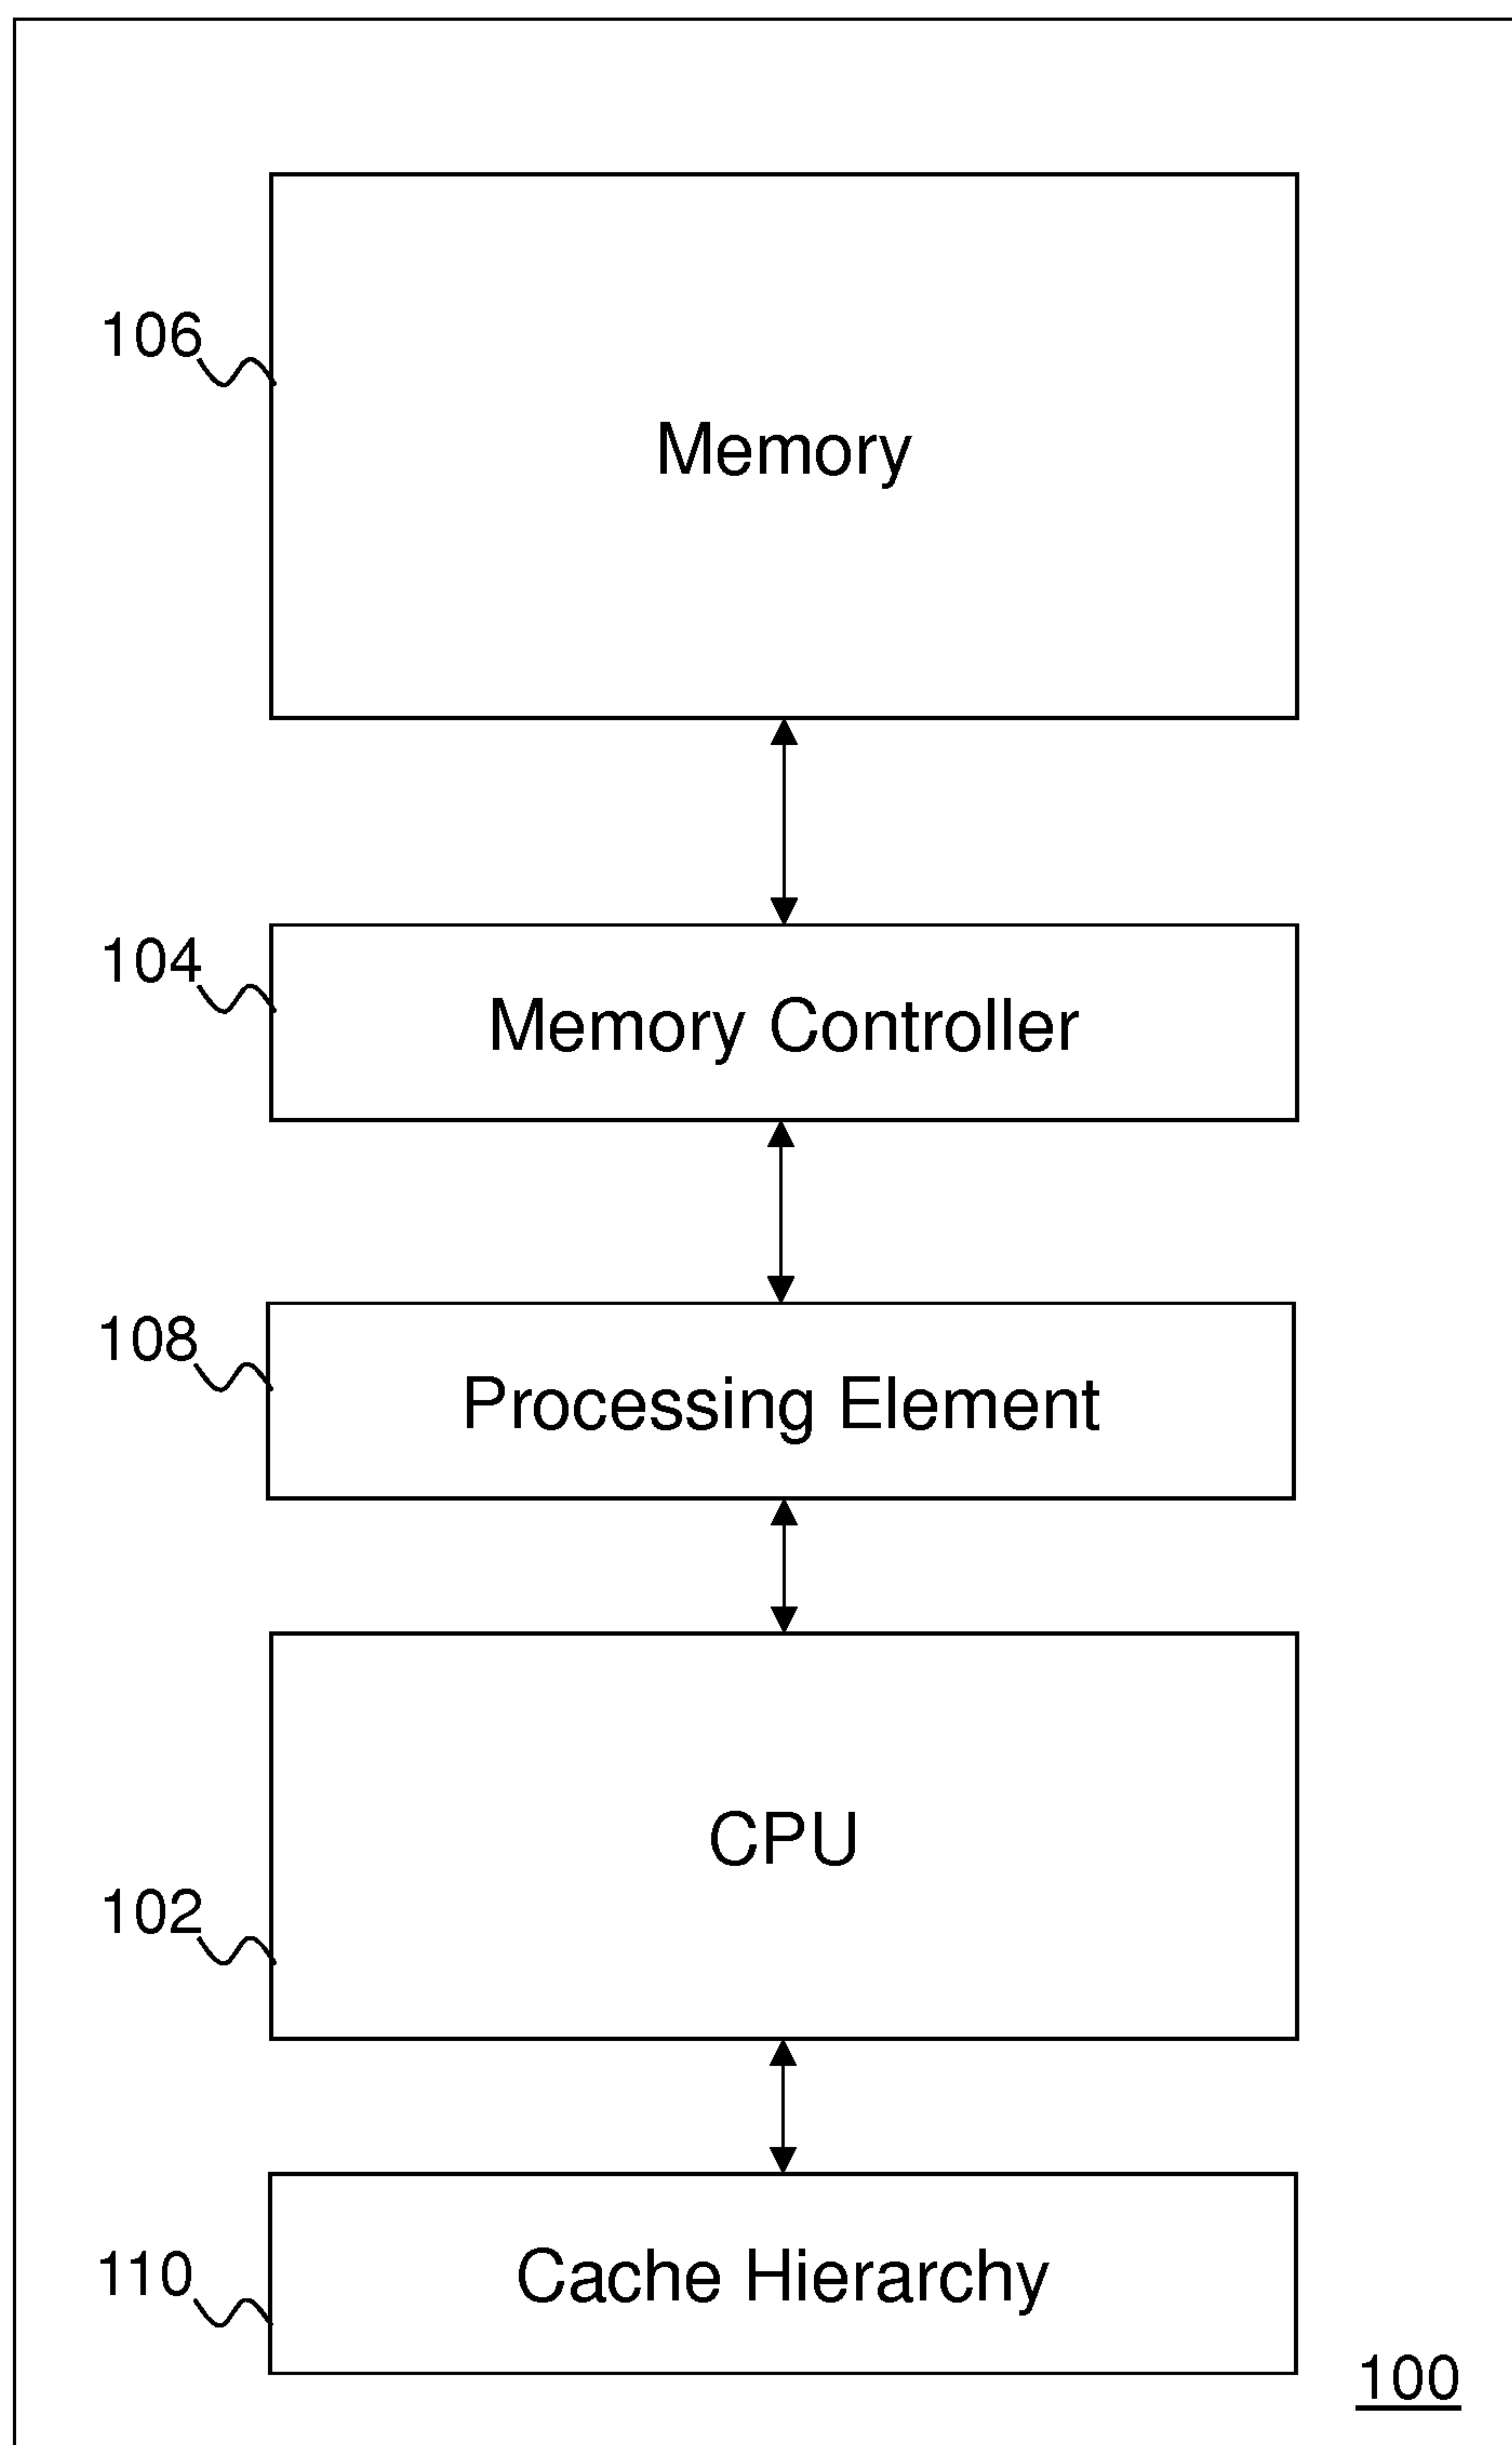 106
Memory
104
Memory Controller
108
Processing Element
CPU
102
110
Cache Hierarchy
100